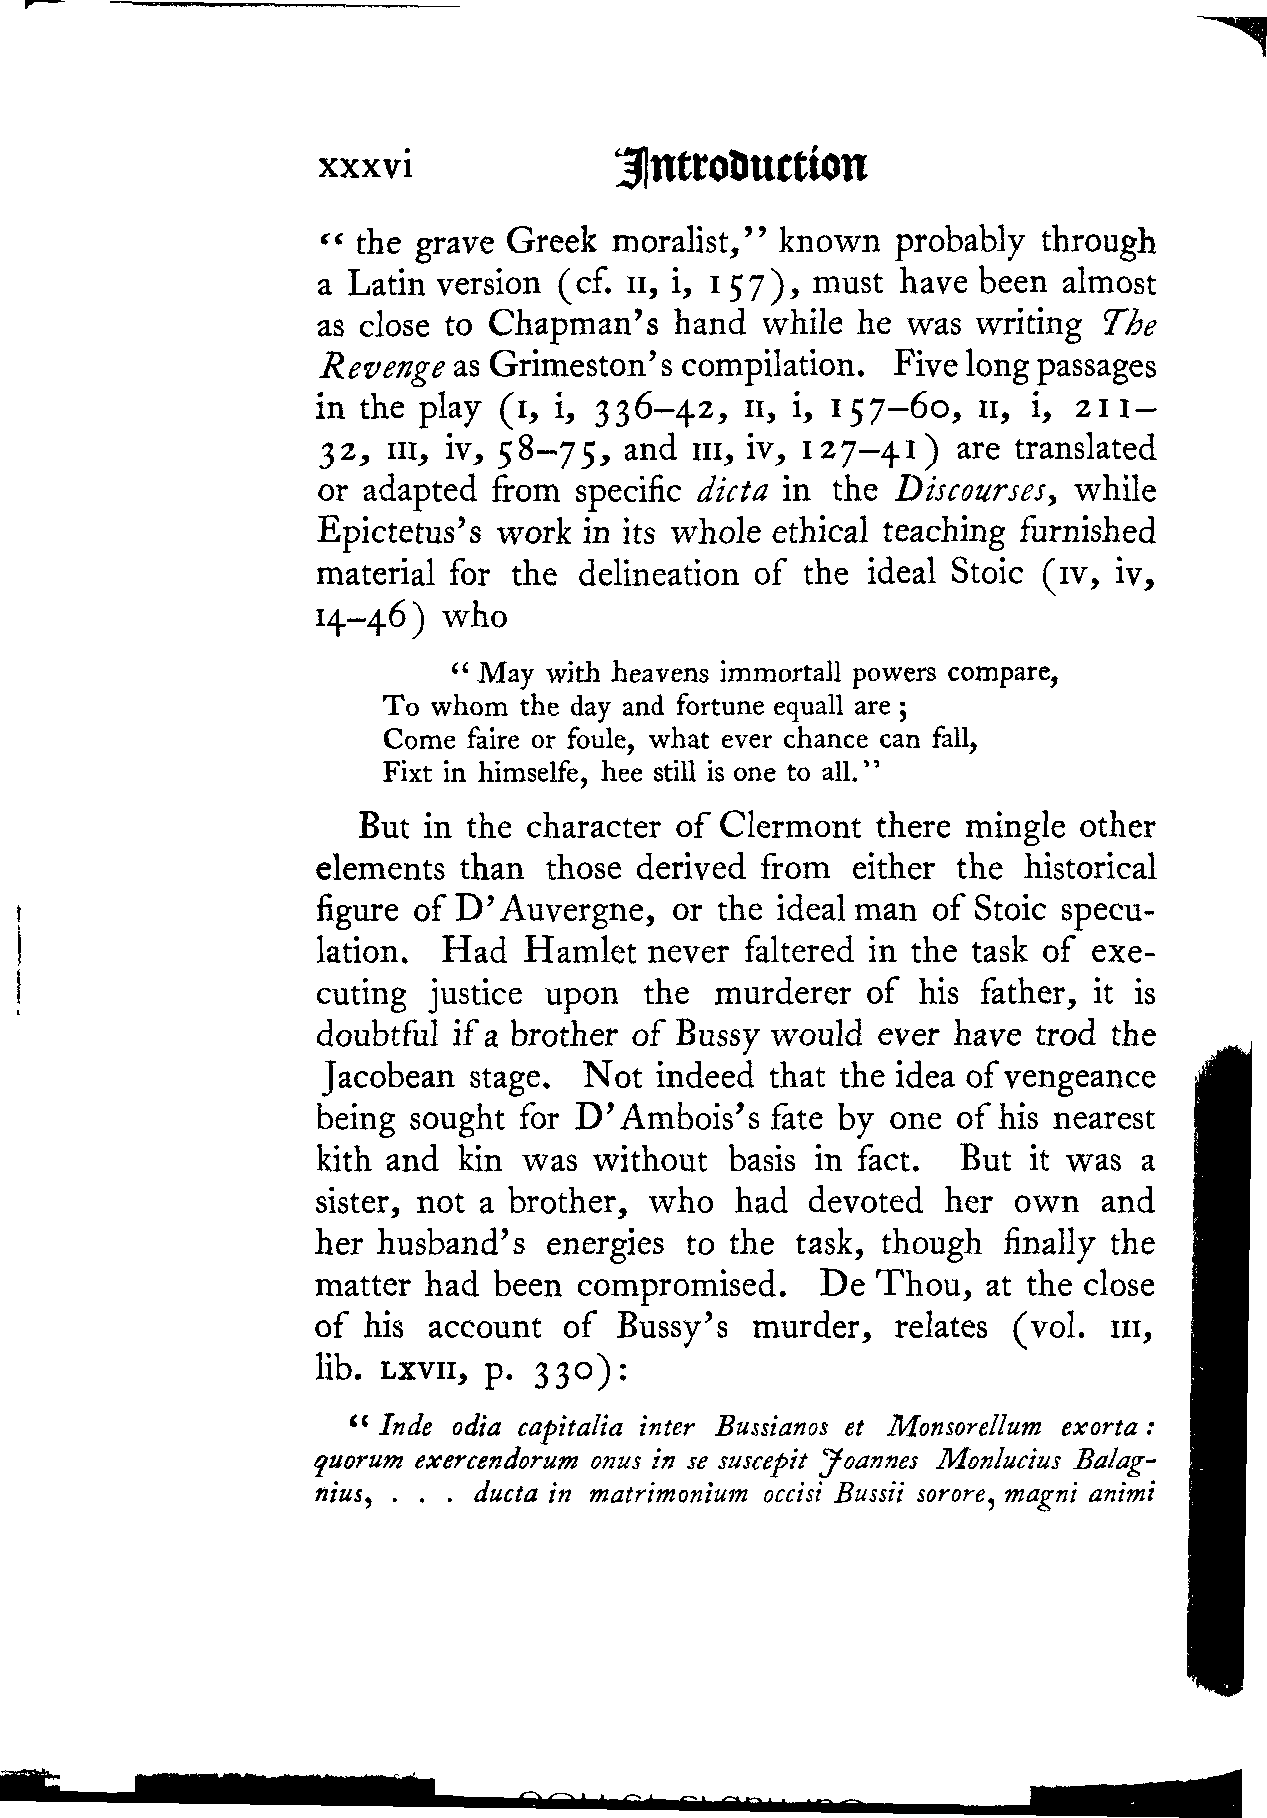 xxxvi Introduction
“ the grave Greek moralist,” known probably through
a Latin version (cf. II, i, 157), must have been almost
as close to Chapman’s hand while he was writing The
Revenge as Grimeston’s compilation. Five long passages
in the play (I, i, 336–42, II, i, 157–60, II, i, 211–
32, III, iv, 58–75, and III, iv, 127–41) are translated
or adapted from specific dicta in the Discourses, while
Epictetus’s work in its whole ethical teaching furnished
material for the delineation of the ideal Stoic (IV, iv,
14–46) who
“ May with heavens immortall powers compare,
To whom the day and fortune equall are ;
Come faire or foule, what ever chance can fall,
Fixt in himselfe, hee still is one to all.”
But in the character of Clermont there mingle other
elements than those derived from either the historical
figure of D’Auvergne, or the ideal man of Stoic specu-
lation. Had Hamlet never faltered in the task of exe-
cuting justice upon the murderer of his father, it is
doubtful if a brother of Bussy would ever have trod the
Jacobean stage. Not indeed that the idea of vengeance
being sought for D’Ambois’s fate by one of his nearest
kith and kin was without basis in fact. But it was a
sister, not a brother, who had devoted her own and
her husband’s energies to the task, though finally the
matter had been compromised. De Thou, at the close
of his account of Bussy’s murder, relates (vol. III,
lib. LXVII, p. 330):
“ Inde odia capitalia inter Bussianos et Monsorellum exorta :
quorum exercendorum onus in se suscepit Joannes Monlucius Balag-
nius, . . . ducta in matrimonium occisi Bussii sorore, magni animi